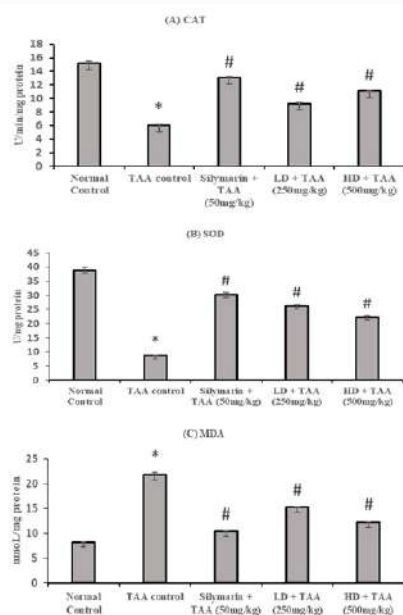 (A) CAT
U/min/mg protein
18
16
14
12
10
8
6
4
2
0
*
#
#
#
Normal Control
TAA control
Silymarin + TAA (50mg/kg)
LD + TAA (250mg/kg)
HD + TAA (500mg/kg)
(B) SOD
U/mg protein
45
40
35
30
25
20
15
10
5
0
*
#
#
#
Normal Control
TAA control
Silymarin + TAA (50mg/kg)
LD + TAA (250mg/kg)
HD + TAA (500mg/kg)
(C) MDA
nmoL/mg protein
25
20
15
10
5
0
*
#
#
#
Normal Control
TAA control
Silymarin + TAA (50mg/kg)
LD + TAA (250mg/kg)
HD + TAA (500mg/kg)